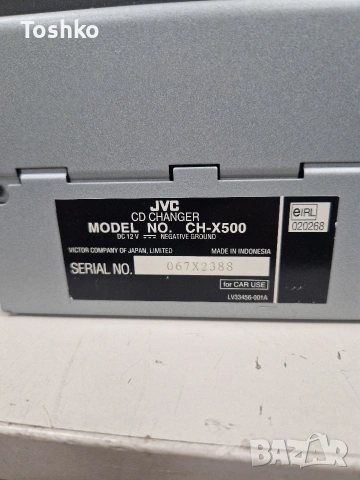 Toshko
JVC
CD CHANGER
MODEL NO. CH-X500
DC 12 V NEGATIVE GROUND
VICTOR COMPANY OF JAPAN, LIMITED MADE IN INDONESIA
SERIAL NO. 067X2388
for CAR USE
LV33456-001A
eIRL
020268
BAZAR